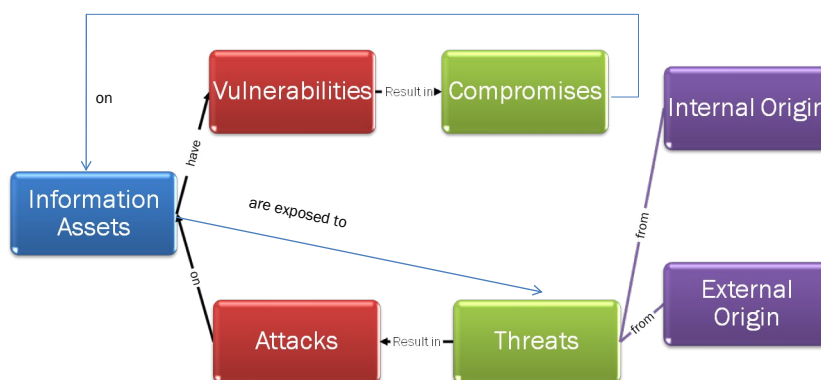 on
Vulnerabilities
Result in
Compromises
Internal Origin
have
Information
Assets
are exposed to
from
on
Attacks
Result in
Threats
from
External
Origin